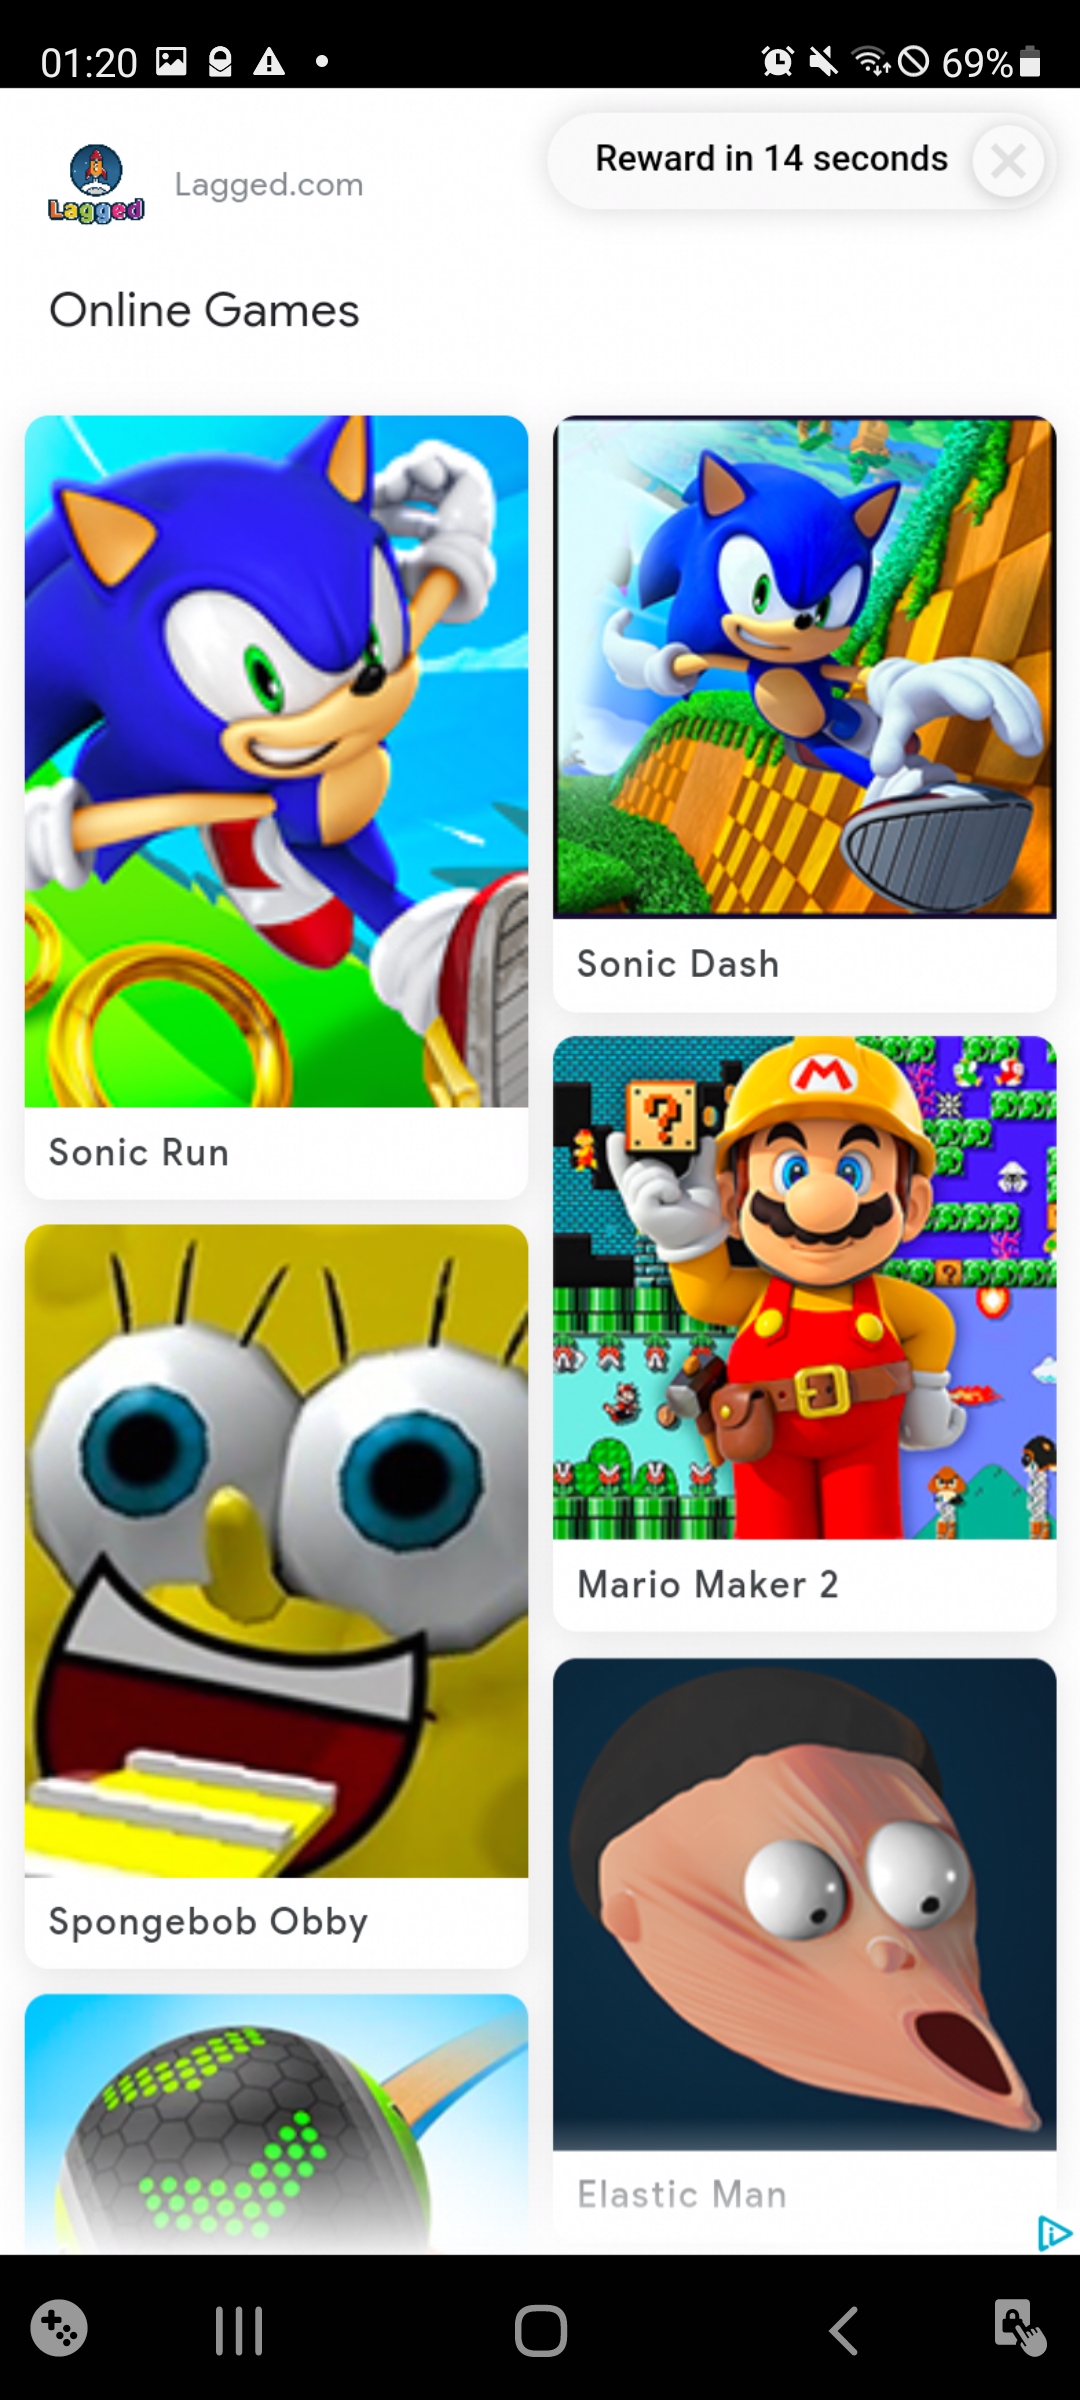 01:20
69%
Lagged
Lagged.com
Reward in 14 seconds
Online Games
Sonic Run
Sonic Dash
M
?
Mario Maker 2
Spongebob Obby
Elastic Man